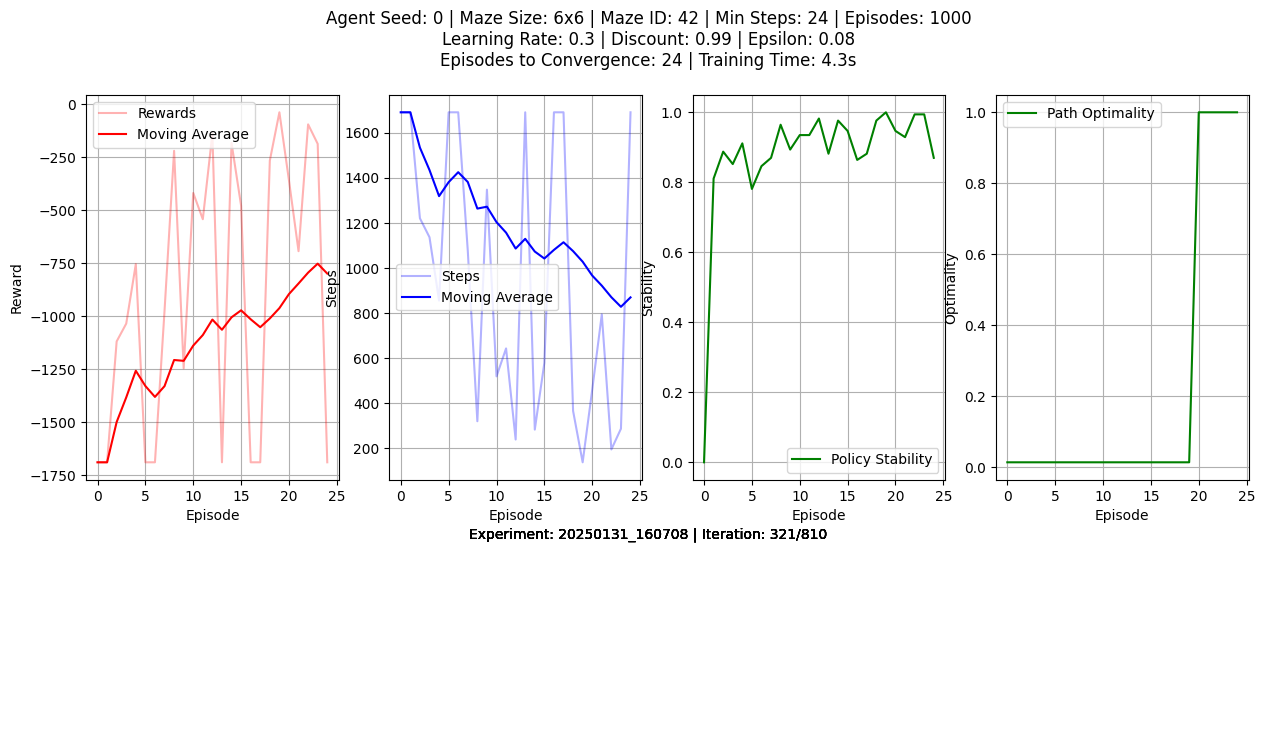 Agent Seed: 0 | Maze Size: 6x6 | Maze ID: 42 | Min Steps: 24 | Episodes: 1000
Learning Rate: 0.3 | Discount: 0.99 | Epsilon: 0.08
Episodes to Convergence: 24 | Training Time: 4.3s
Reward
0
−250
−500
−750
−1000
−1250
−1500
−1750
Rewards
Moving Average
0 5 10 15 20 25
Episode
Steps
1600
1400
1200
1000
800
600
400
200
Steps
Moving Average
0 5 10 15 20 25
Episode
Stability
1.0
0.8
0.6
0.4
0.2
0.0
Policy Stability
0 5 10 15 20 25
Episode
Optimality
1.0
0.8
0.6
0.4
0.2
0.0
Path Optimality
0 5 10 15 20 25
Episode
Experiment: 20250131_160708 | Iteration: 321/810